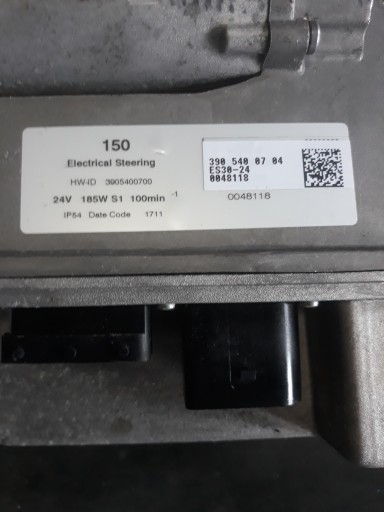 150
Electrical Steering
HW-ID 3905400700
24V 185W S1 100min -1
IP54 Date Code 1711
390 540 07 04
ES30-24
0048118
0048118